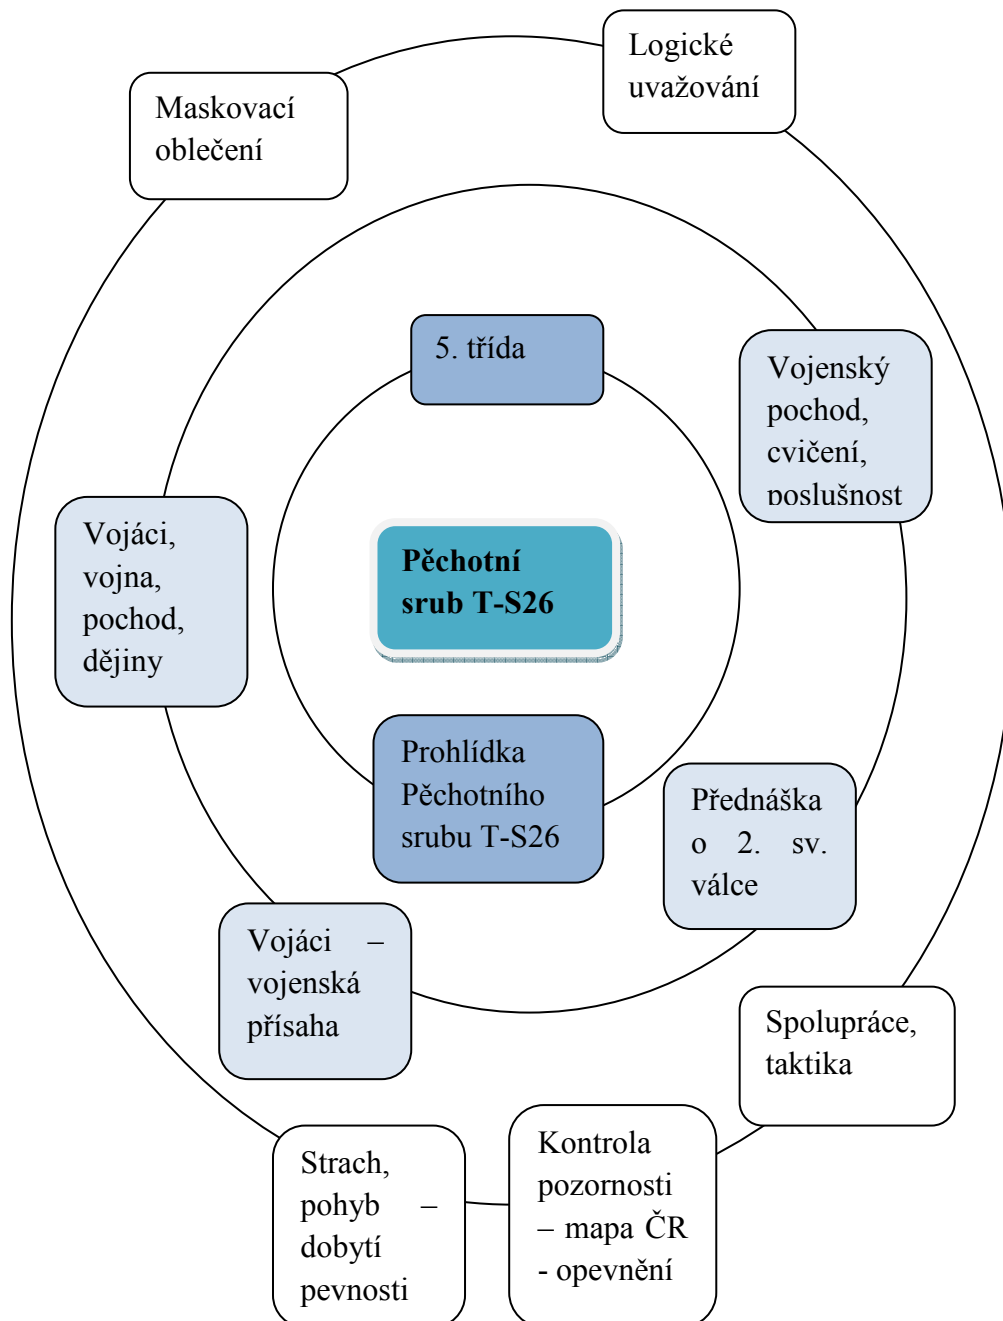 Logické
uvažování
Maskovací
oblečení
5. třída
Vojenský
pochod,
cvičení,
poslušnost
Vojáci,
vojna,
pochod,
dějiny
Pěchotní
srub T-S26
Prohlídka
Pěchotního
srubu T-S26
Přednáška
o 2. sv.
válce
Vojáci –
vojenská
přísaha
Spolupráce,
taktika
Strach,
pohyb –
dobytí
pevnosti
Kontrola
pozornosti
– mapa ČR
- opevnění